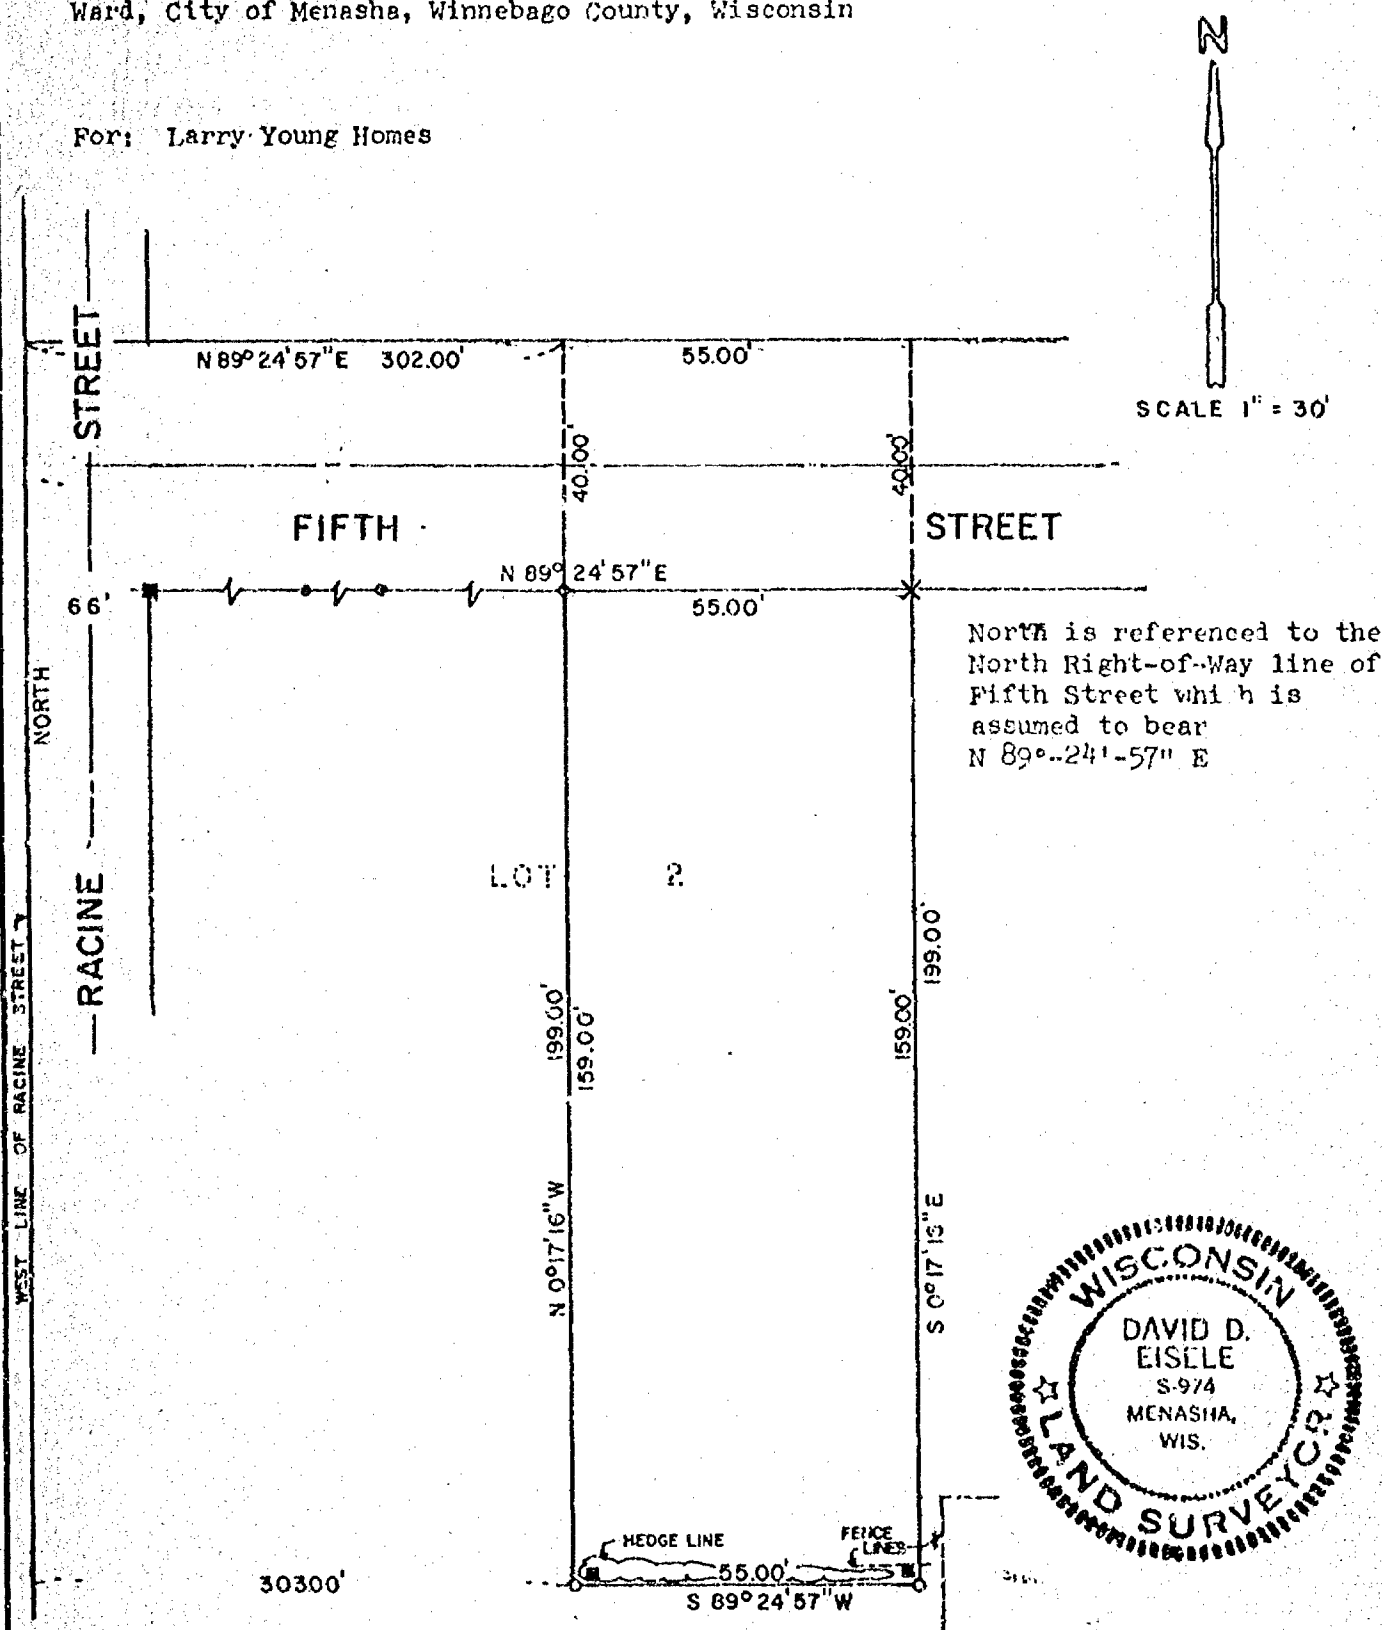 Ward, City of Menasha, Winnebago County, Wisconsin
For: Larry Young Homes
N
SCALE 1" = 30'
STREET
N 89° 24' 57" E 302.00'
55.00'
40.00'
40.00'
FIFTH STREET
N 89° 24' 57" E
66'
55.00'
North is referenced to the
North Right-of-Way line of
Fifth Street whi h is
assumed to bear
N 89°-24'-57" E
NORTH
RACINE
WEST LINE OF RACINE STREET
LOT 2
199.00'
159.00'
159.00'
199.00'
N 0°17'16" W
S 0°17'16" E
WISCONSIN
DAVID D.
EISELE
S-974
MENASHA,
WIS.
LAND SURVEYOR
HEDGE LINE
FENCE
LINES
303.00'
55.00'
S 89° 24' 57" W